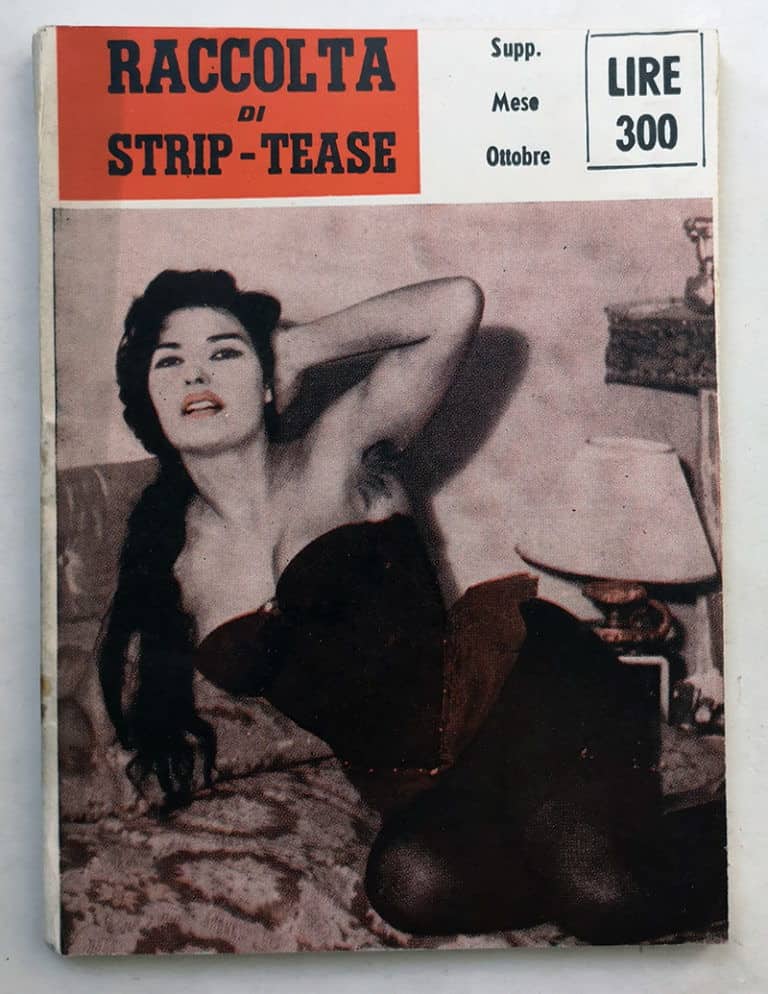 RACCOLTA
DI
STRIP-TEASE
Supp.
Mese
Ottobre
LIRE
300